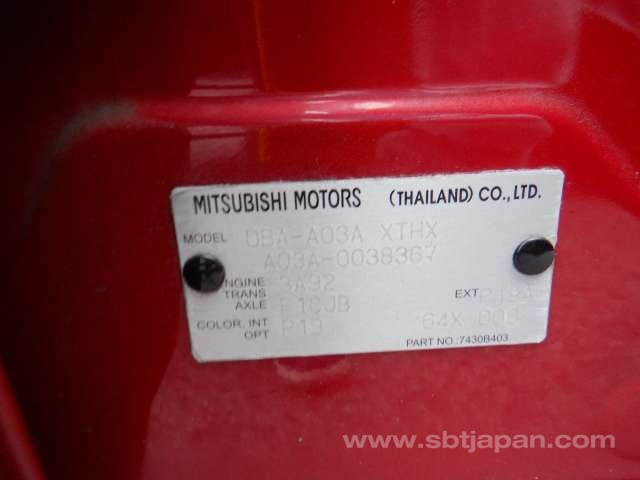 MITSUBISHI MOTORS (THAILAND) CO., LTD.
MODEL DBA-A03A XTHX
A03A-0038367
ENGINE 3A92
TRANS AXLE F1CJB EXT
COLOR, INT P19 64X
OPT
PART NO.:7430B403
www.sbtjapan.com